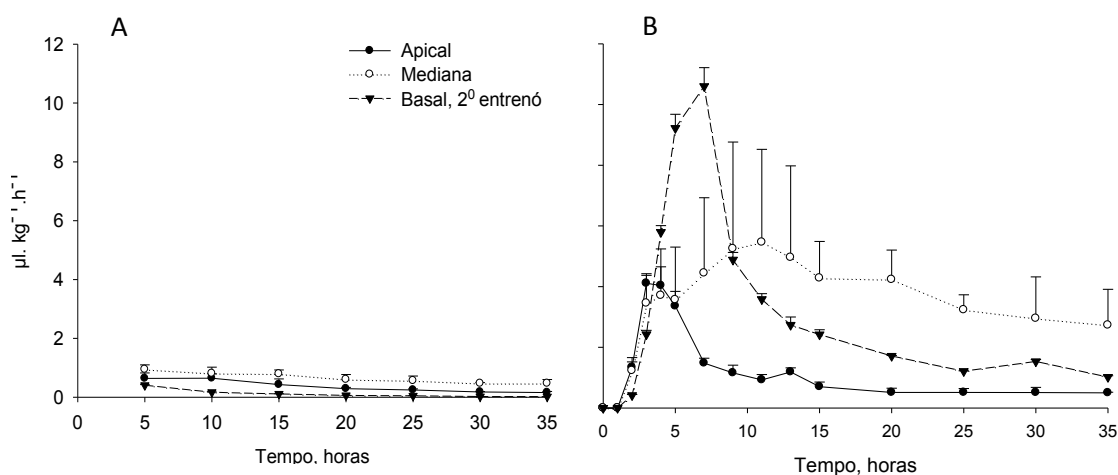 A
B
Apical
Mediana
Basal, 2⁰ entrenó
12
10
8
6
4
2
0
µl. kg⁻¹.h⁻¹
0 5 10 15 20 25 30 35
Tempo, horas
0 5 10 15 20 25 30 35
Tempo, horas